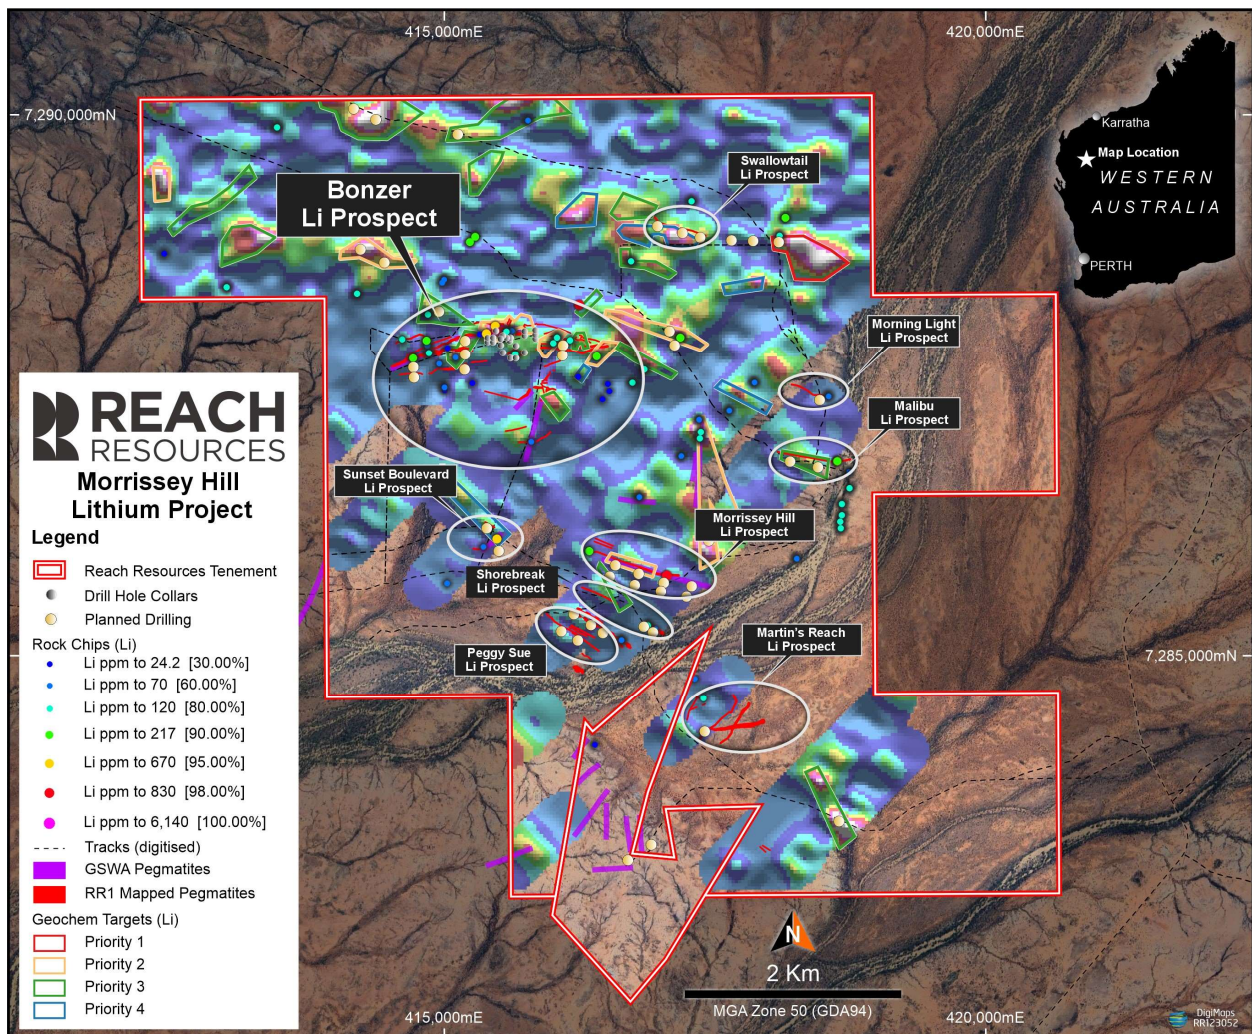 415,000mE
420,000mE
7,290,000mN
Karratha
Map Location
WESTERN
AUSTRALIA
PERTH
Swallowtail
Li Prospect
Bonzer
Li Prospect
Morning Light
Li Prospect
Malibu
Li Prospect
Sunset Boulevard
Li Prospect
Morrissey Hill
Li Prospect
Shorebreak
Li Prospect
Peggy Sue
Li Prospect
Martin's Reach
Li Prospect
7,285,000mN
REACH
RESOURCES
Morrissey Hill
Lithium Project
Legend
Reach Resources Tenement
Drill Hole Collars
Planned Drilling
Rock Chips (Li)
Li ppm to 24.2 [30.00%]
Li ppm to 70 [60.00%]
Li ppm to 120 [80.00%]
Li ppm to 217 [90.00%]
Li ppm to 670 [95.00%]
Li ppm to 830 [98.00%]
Li ppm to 6,140 [100.00%]
Tracks (digitised)
GSWA Pegmatites
RR1 Mapped Pegmatites
Geochem Targets (Li)
Priority 1
Priority 2
Priority 3
Priority 4
N
2 Km
MGA Zone 50 (GDA94)
415,000mE
420,000mE
DigiMaps
RR123052